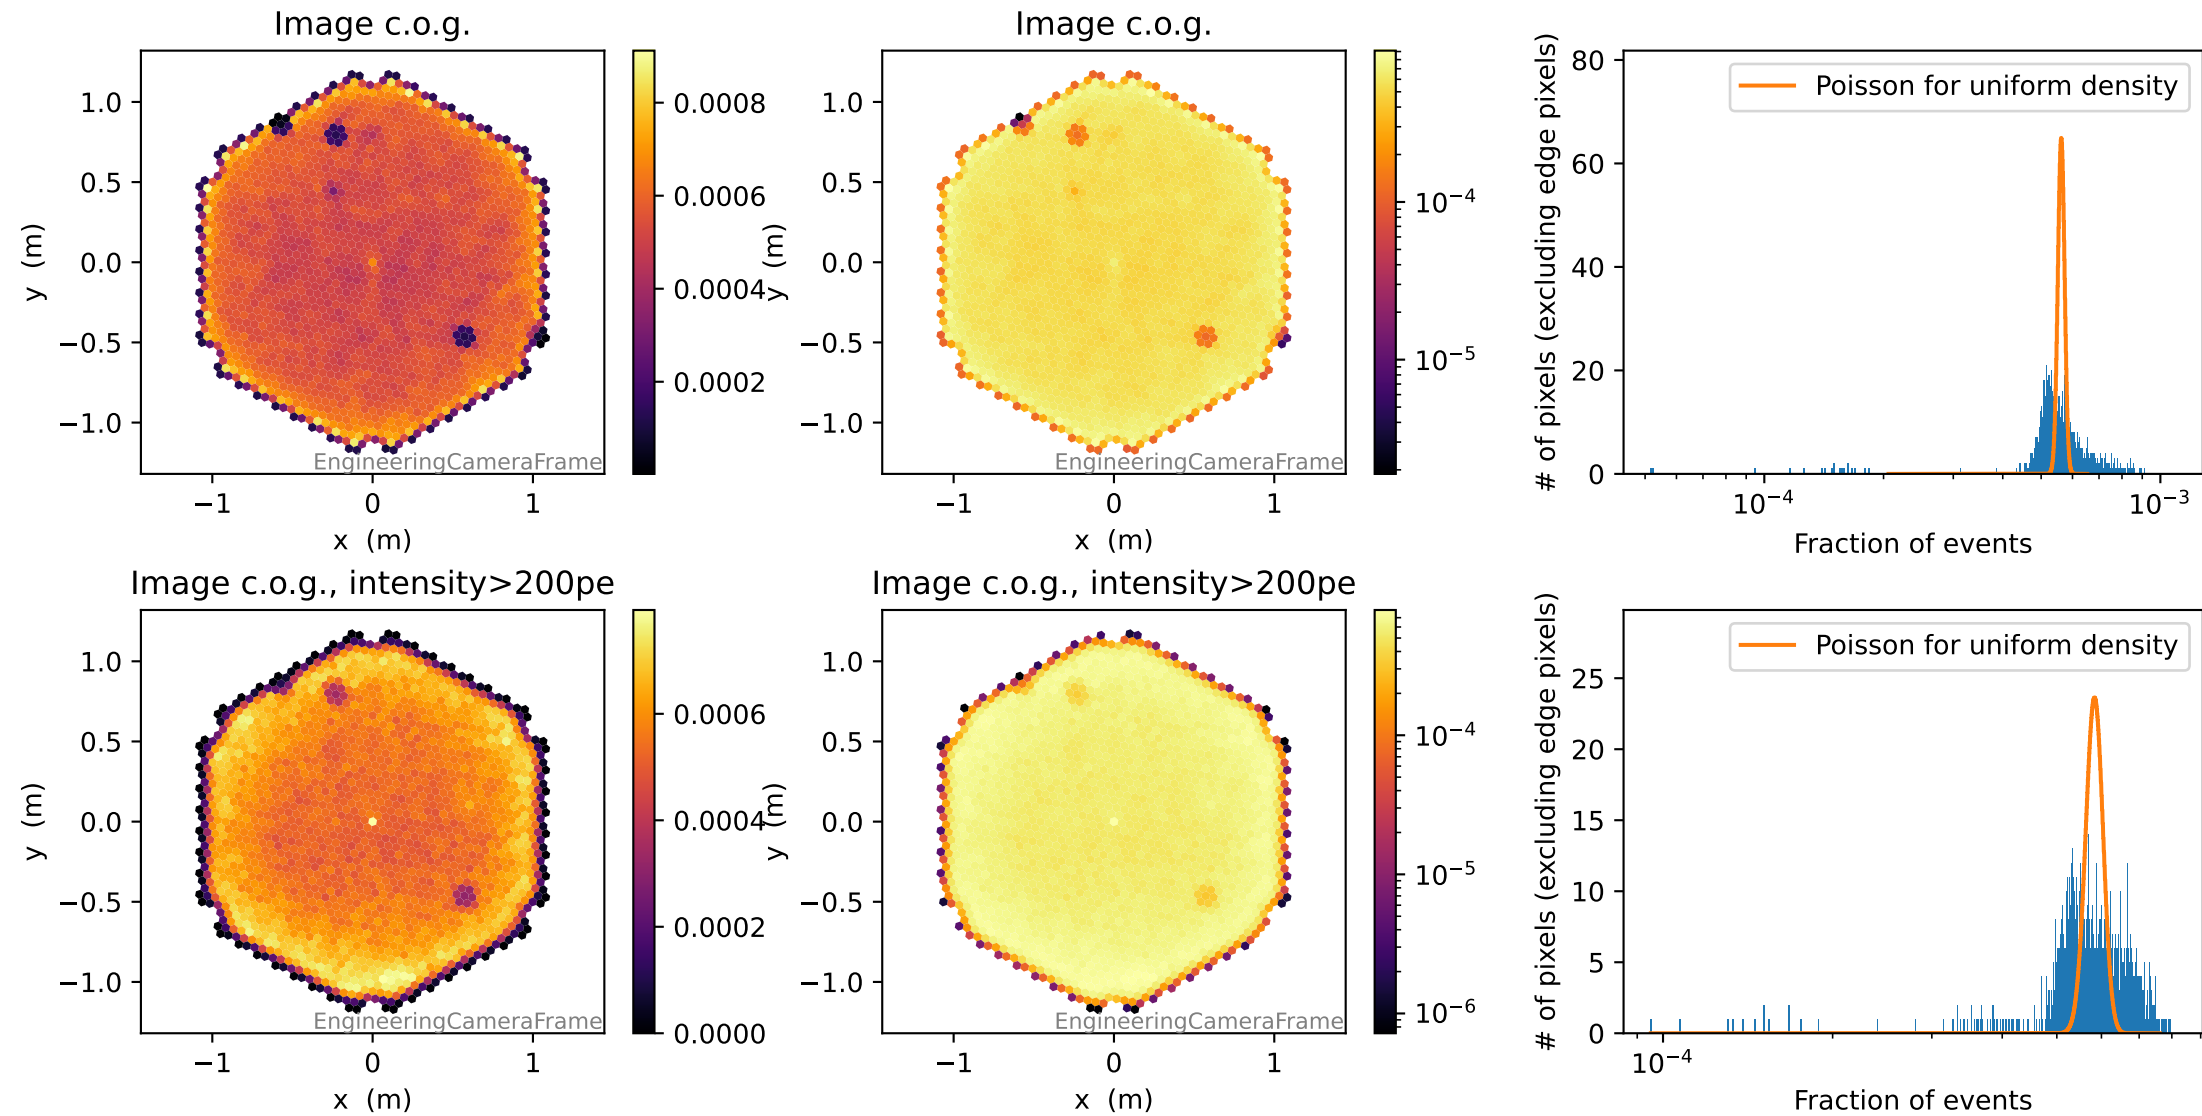 Image c.o.g.
1.0
0.5
0.0
−0.5
−1.0
y (m)
−1
0
1
x (m)
EngineeringCameraFrame
0.0008
0.0006
0.0004
0.0002
Image c.o.g.
1.0
0.5
0.0
−0.5
−1.0
y (m)
−1
0
1
x (m)
EngineeringCameraFrame
10⁻⁴
10⁻⁵
# of pixels (excluding edge pixels)
80
60
40
20
0
Poisson for uniform density
10⁻⁴
10⁻³
Fraction of events
Image c.o.g., intensity>200pe
1.0
0.5
0.0
−0.5
−1.0
y (m)
−1
0
1
x (m)
EngineeringCameraFrame
0.0006
0.0004
0.0002
0.0000
Image c.o.g., intensity>200pe
1.0
0.5
0.0
−0.5
−1.0
y (m)
−1
0
1
x (m)
EngineeringCameraFrame
10⁻⁴
10⁻⁵
10⁻⁶
# of pixels (excluding edge pixels)
25
20
15
10
5
0
Poisson for uniform density
10⁻⁴
Fraction of events